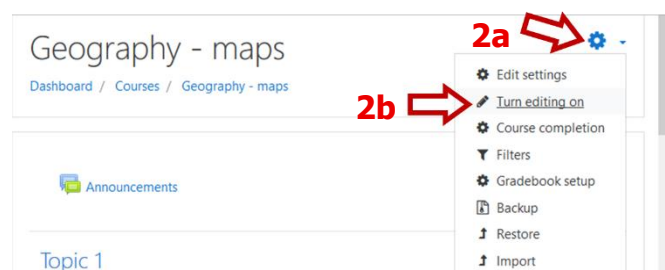 Geography - maps
2a
Dashboard / Courses / Geography - maps
Edit settings
2b
Turn editing on
Course completion
Filters
Announcements
Gradebook setup
Backup
Restore
Topic 1
Import